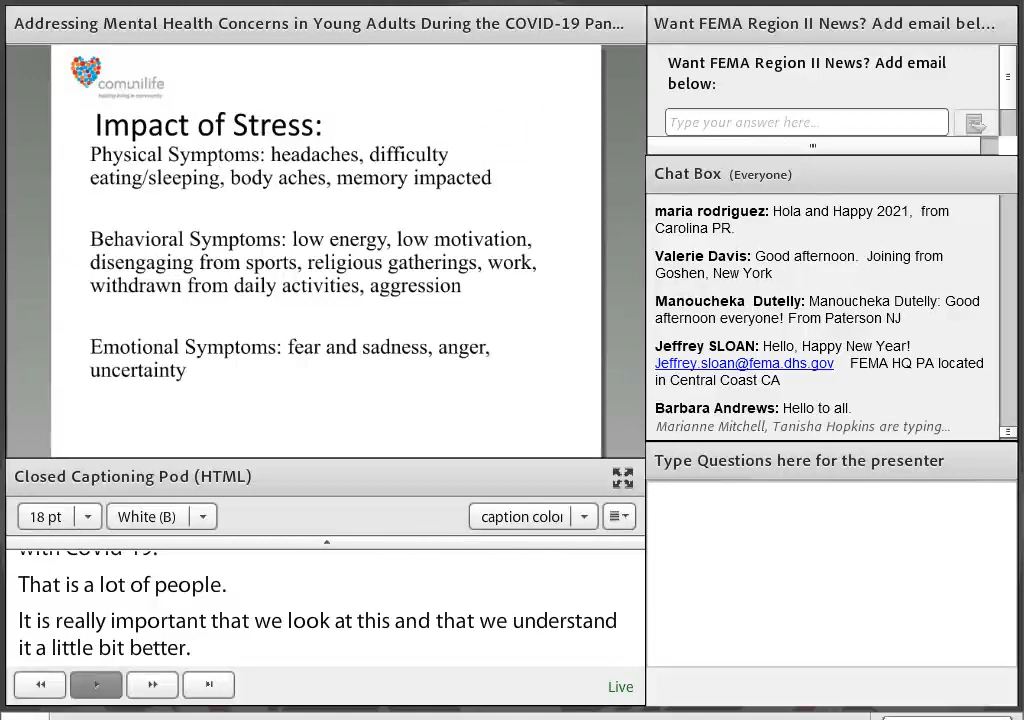 Addressing Mental Health Concerns in Young Adults During the COVID-19 Pan...
comunilife
Impact of Stress:
Physical Symptoms: headaches, difficulty
eating/sleeping, body aches, memory impacted
Behavioral Symptoms: low energy, low motivation,
disengaging from sports, religious gatherings, work,
withdrawn from daily activities, aggression
Emotional Symptoms: fear and sadness, anger,
uncertainty
Closed Captioning Pod (HTML)
18 pt
White (B)
caption color
with Covid-19.
That is a lot of people.
It is really important that we look at this and that we understand
it a little bit better.
Live
Want FEMA Region II News? Add email bel...
Want FEMA Region II News? Add email
below:
Type your answer here...
Chat Box (Everyone)
maria rodriguez: Hola and Happy 2021,  from
Carolina PR.
Valerie Davis: Good afternoon.  Joining from
Goshen, New York
Manoucheka  Dutelly: Manoucheka Dutelly: Good
afternoon everyone! From Paterson NJ
Jeffrey SLOAN: Hello, Happy New Year!
Jeffrey.sloan@fema.dhs.gov    FEMA HQ PA located
in Central Coast CA
Barbara Andrews: Hello to all.
Marianne Mitchell, Tanisha Hopkins are typing...
Type Questions here for the presenter